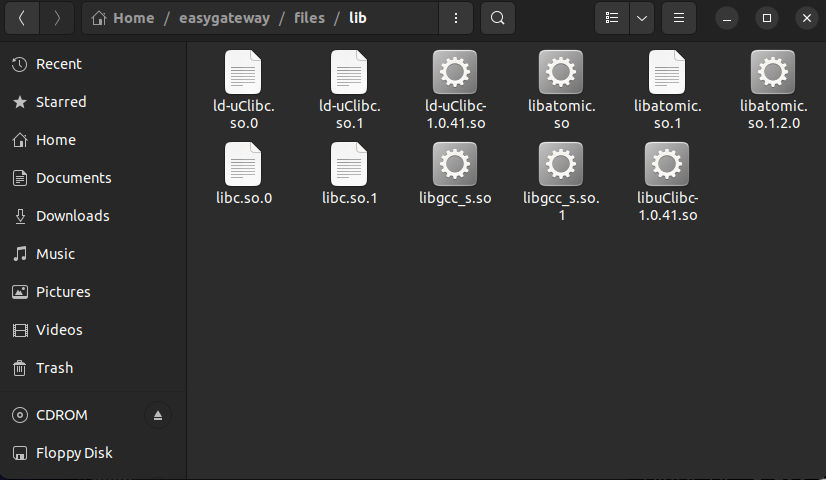 Home / easygateway / files / lib
Recent
Starred
Home
Documents
Downloads
Music
Pictures
Videos
Trash
CDROM
Floppy Disk
ld-uClibc.
so.0
ld-uClibc.
so.1
ld-uClibc-
1.0.41.so
libatomic.
so
libatomic.
so.1
libatomic.
so.1.2.0
libc.so.0
libc.so.1
libgcc_s.so
libgcc_s.so.
1
libuClibc-
1.0.41.so